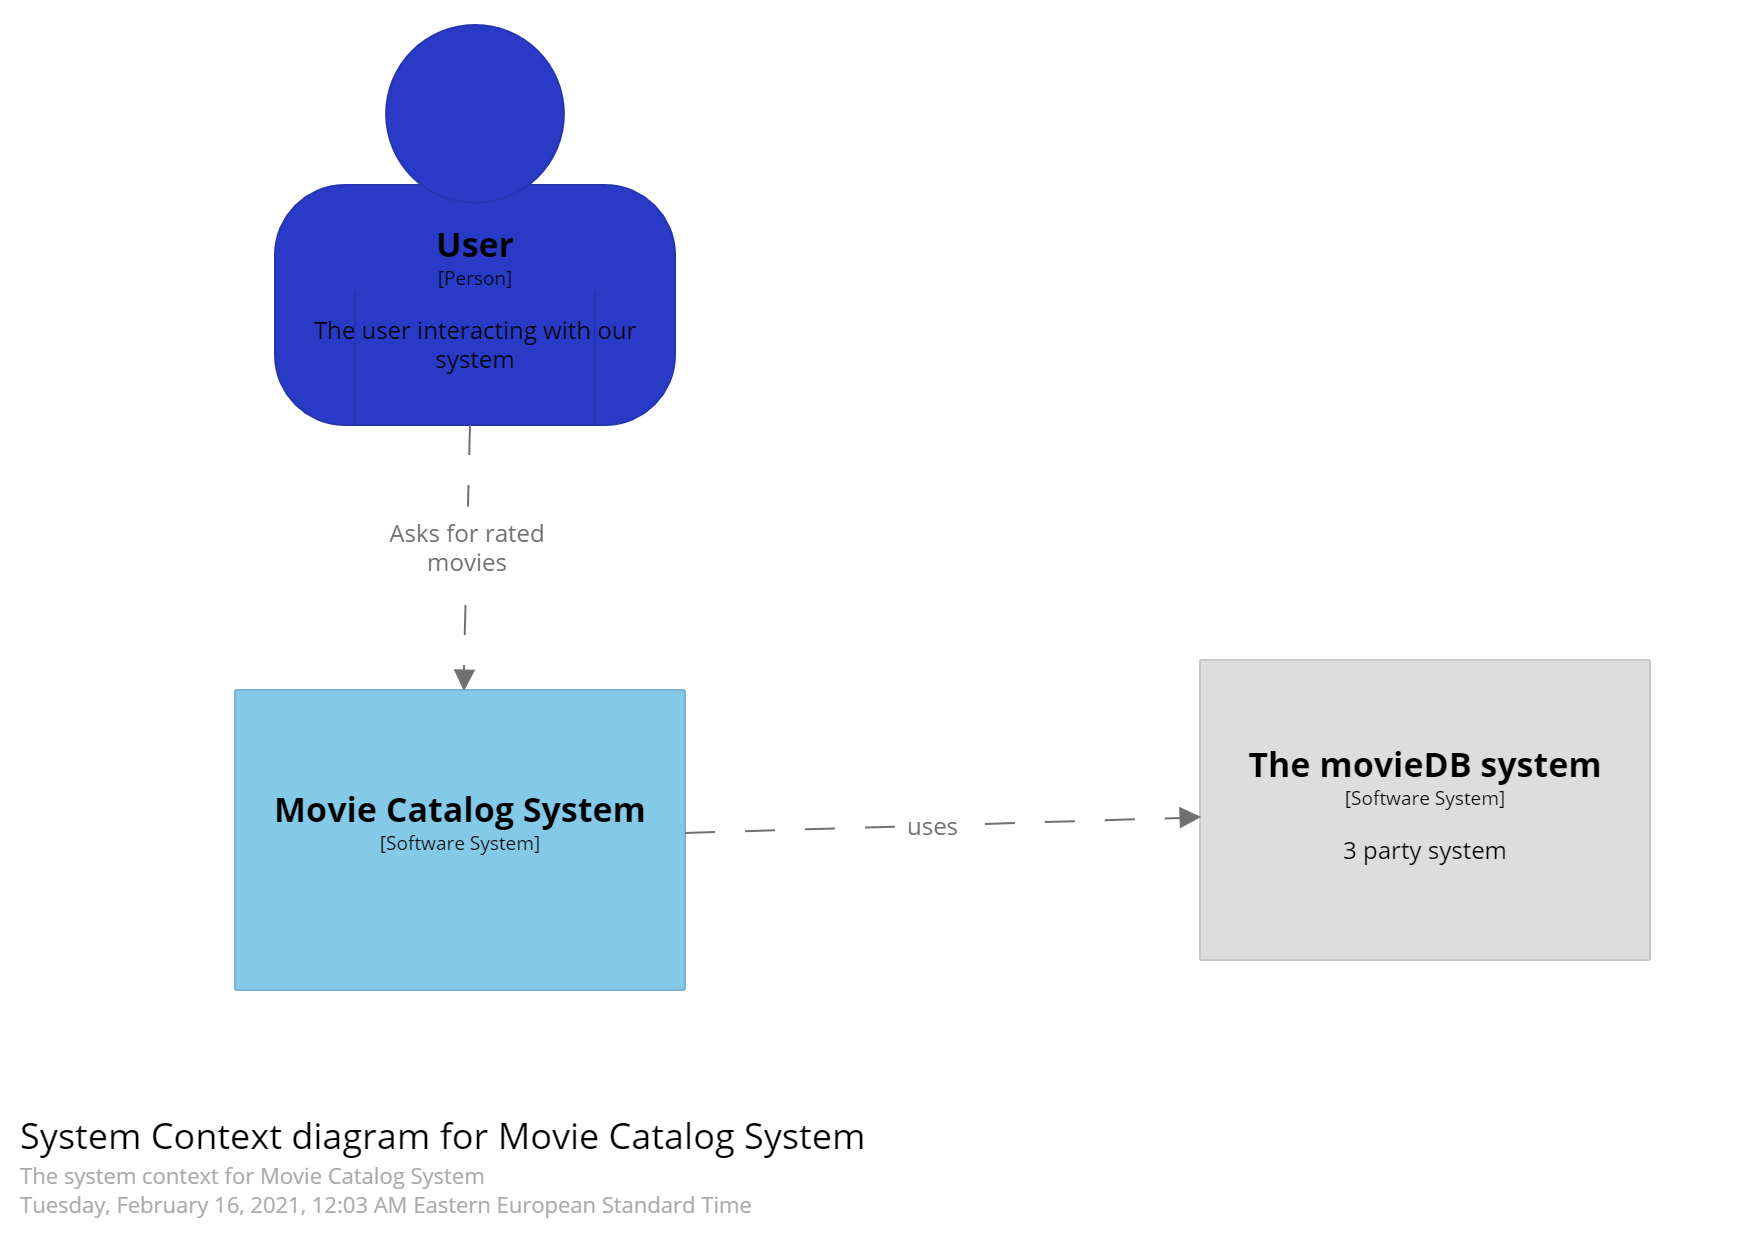 User
[Person]
The user interacting with our
system
Asks for rated
movies
Movie Catalog System
[Software System]
uses
The movieDB system
[Software System]
3 party system
System Context diagram for Movie Catalog System
The system context for Movie Catalog System
Tuesday, February 16, 2021, 12:03 AM Eastern European Standard Time